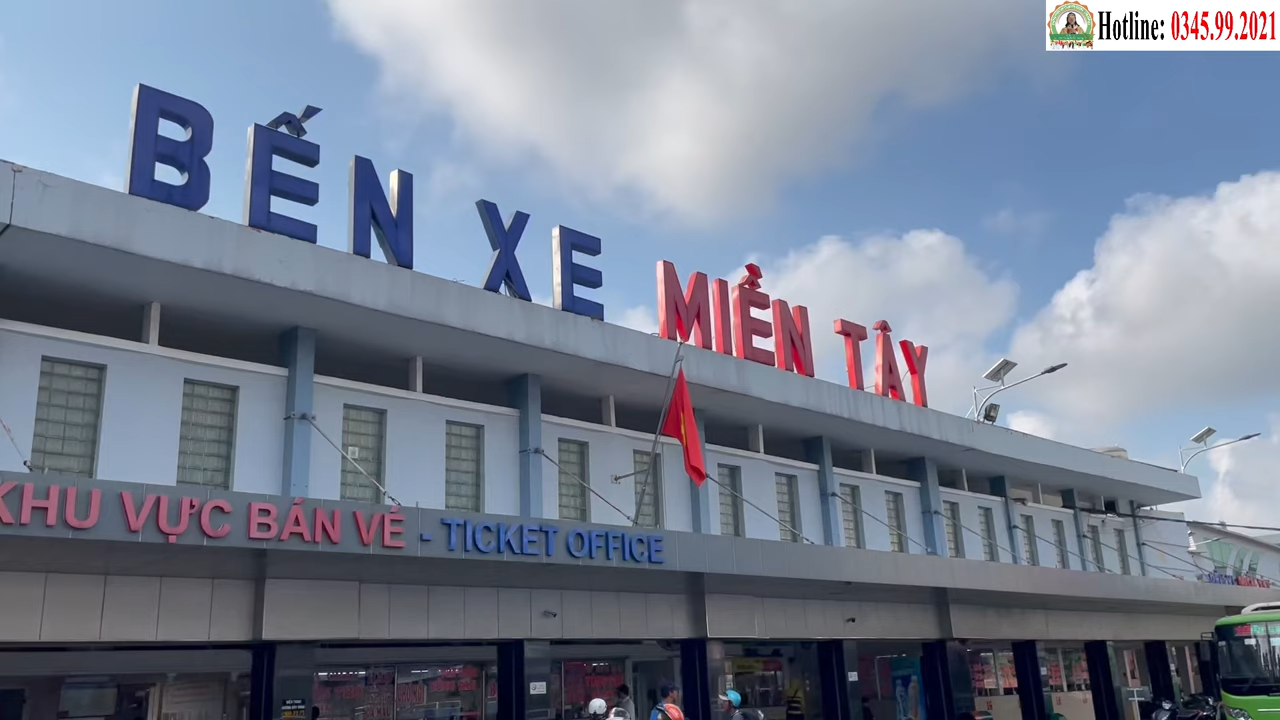 Hotline: 0345.99.2021
BẾN XE MIỀN TÂY
KHU VỰC BÁN VÉ - TICKET OFFICE